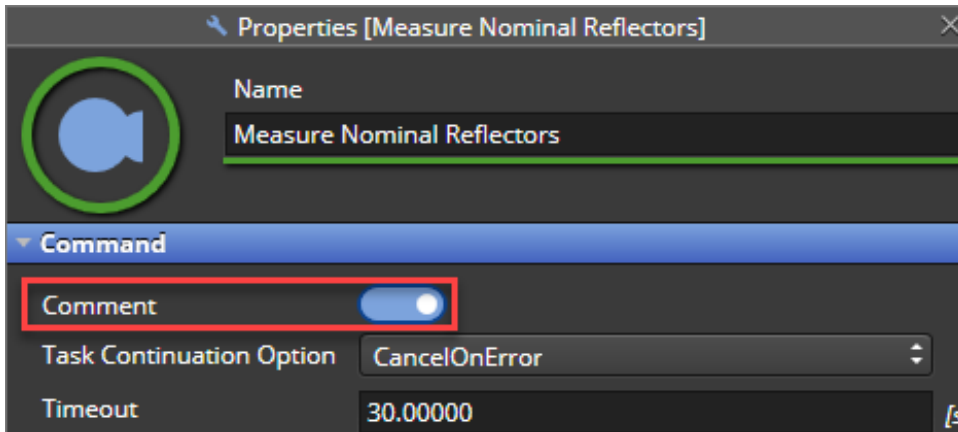 Properties [Measure Nominal Reflectors]
Name
Measure Nominal Reflectors
Command
Comment
Task Continuation Option CancelOnError
Timeout 30.00000 [s